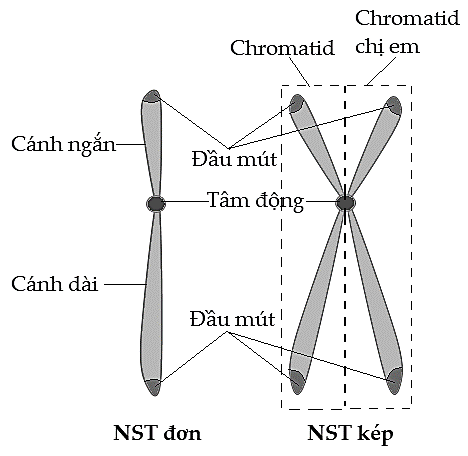 Chromatid
chị em
Chromatid
Cánh ngắn
Đầu mút
Tâm động
Cánh dài
Đầu mút
NST đơn
NST kép